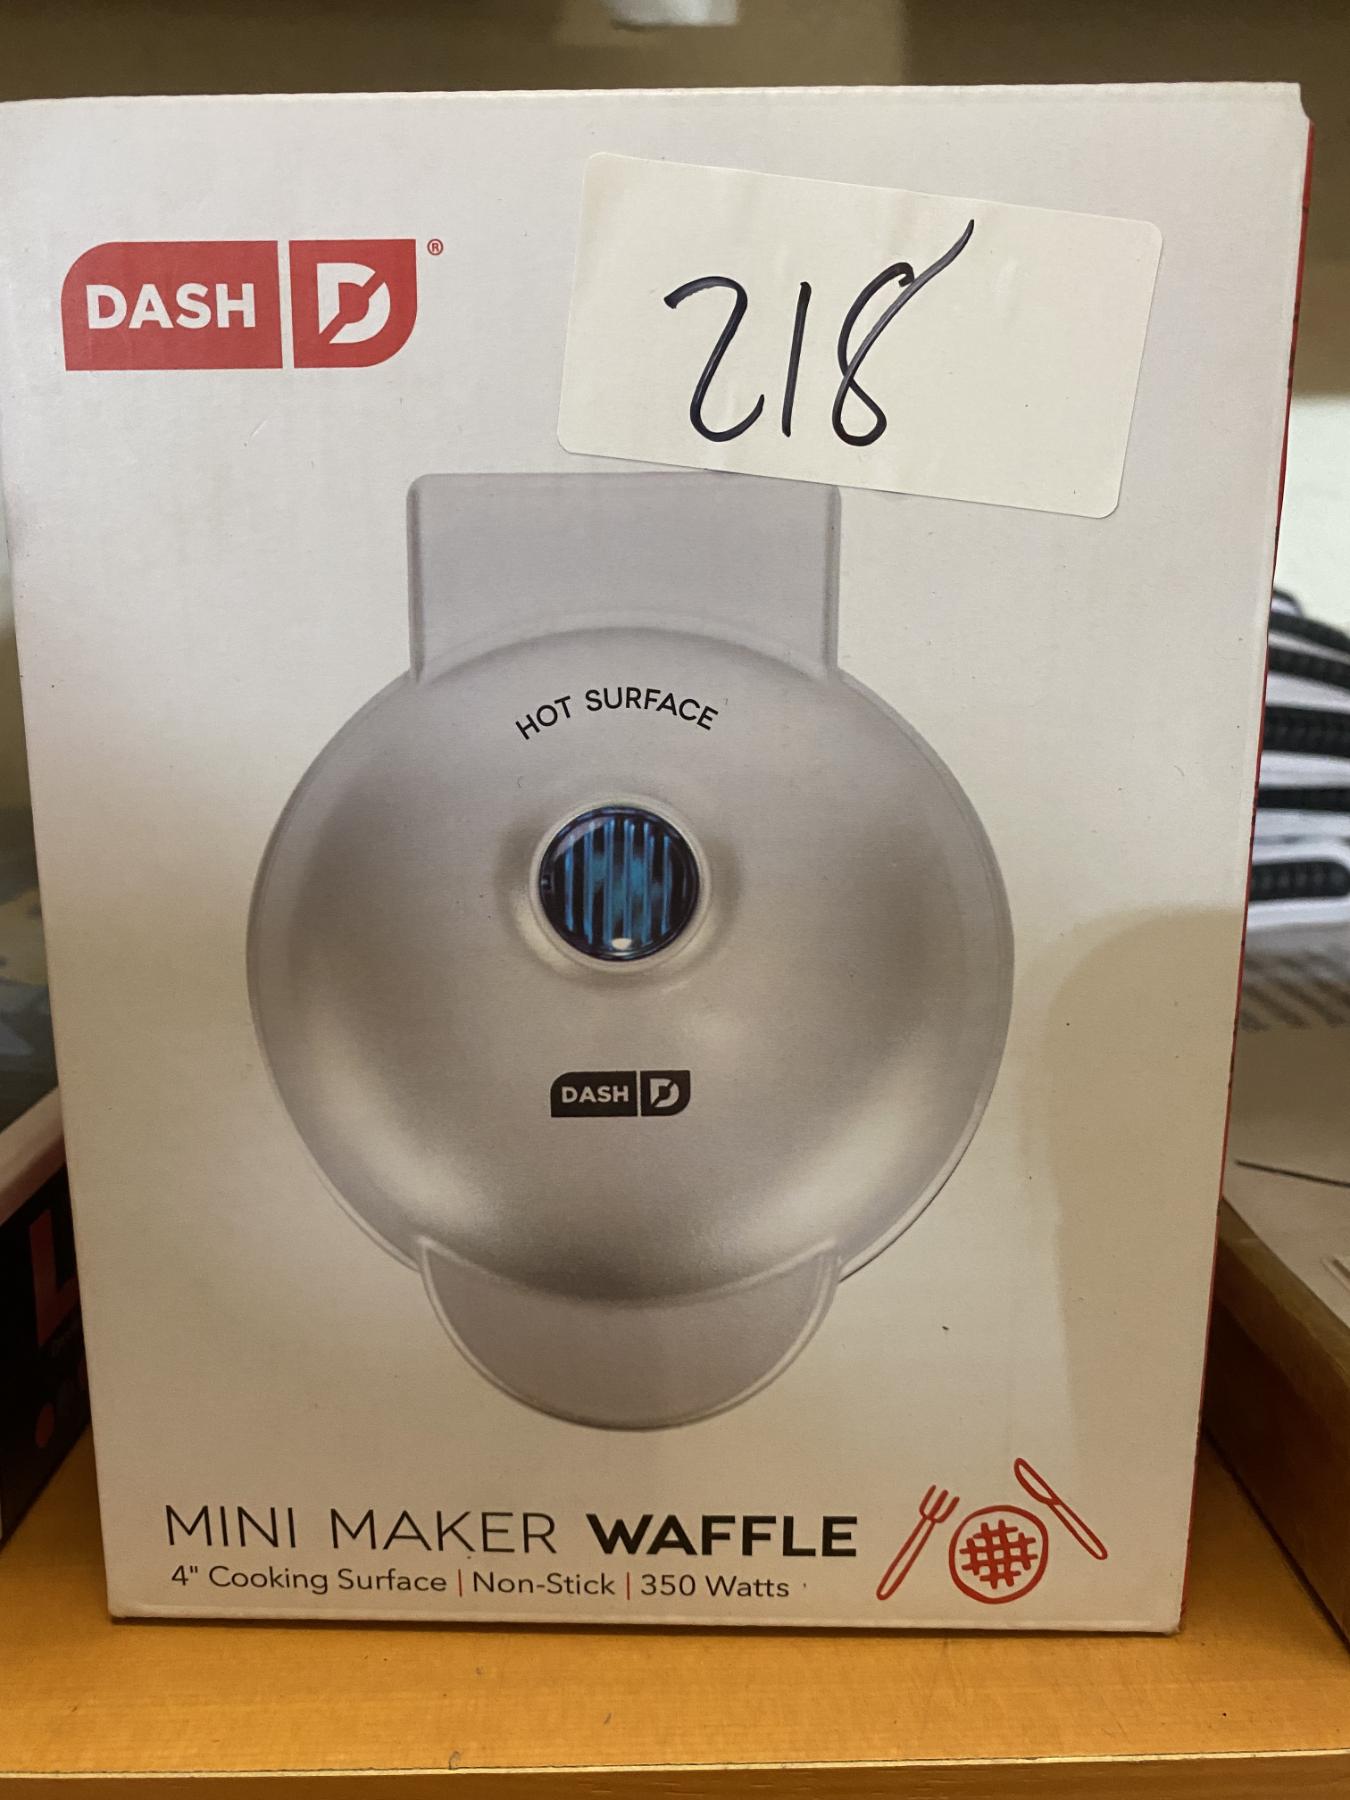 DASH D®
218
HOT SURFACE
DASH D
MINI MAKER WAFFLE
4" Cooking Surface | Non-Stick | 350 Watts